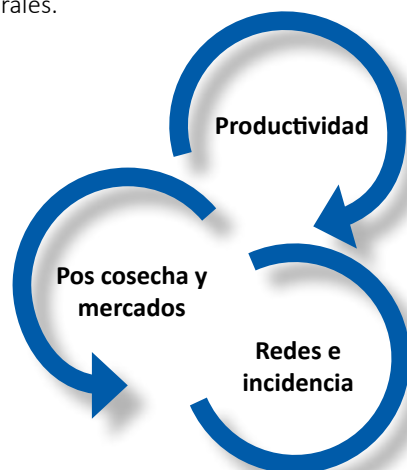 rales.
Productividad
Pos cosecha y
mercados
Redes e
incidencia